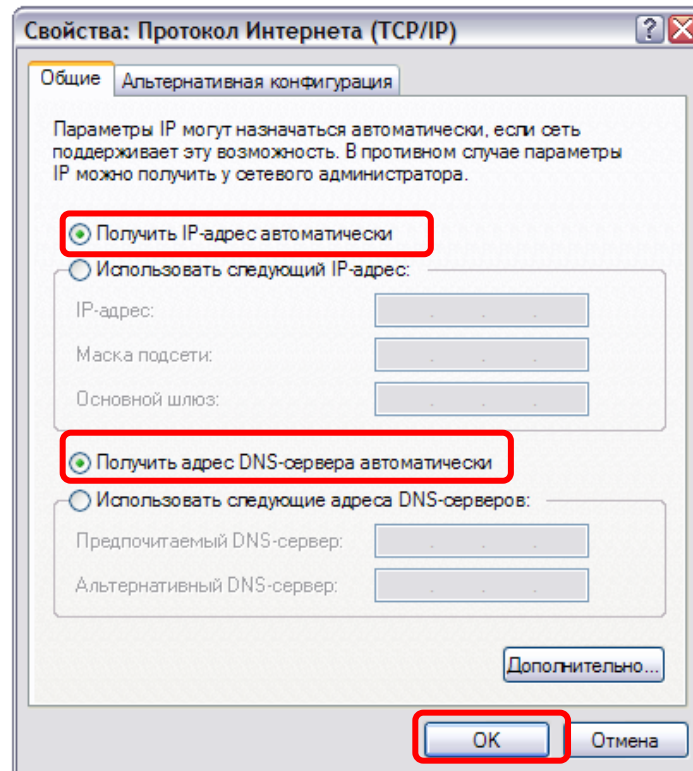 Свойства: Протокол Интернета (TCP/IP)
Общие
Альтернативная конфигурация
Параметры IP могут назначаться автоматически, если сеть
поддерживает эту возможность. В противном случае параметры
IP можно получить у сетевого администратора.
Получить IP-адрес автоматически
Использовать следующий IP-адрес:
IP-адрес:
Маска подсети:
Основной шлюз:
Получить адрес DNS-сервера автоматически
Использовать следующие адреса DNS-серверов:
Предпочитаемый DNS-сервер:
Альтернативный DNS-сервер:
Дополнительно...
OK
Отмена